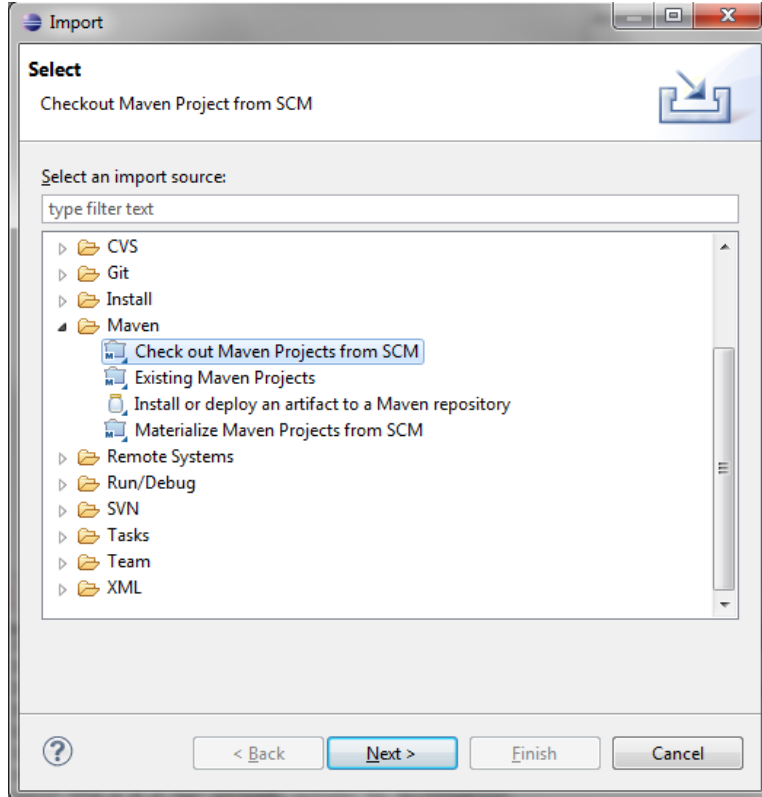 Import
Select
Checkout Maven Project from SCM
Select an import source:
type filter text
CVS
Git
Install
Maven
Check out Maven Projects from SCM
Existing Maven Projects
Install or deploy an artifact to a Maven repository
Materialize Maven Projects from SCM
Remote Systems
Run/Debug
SVN
Tasks
Team
XML
? < Back Next > Finish Cancel